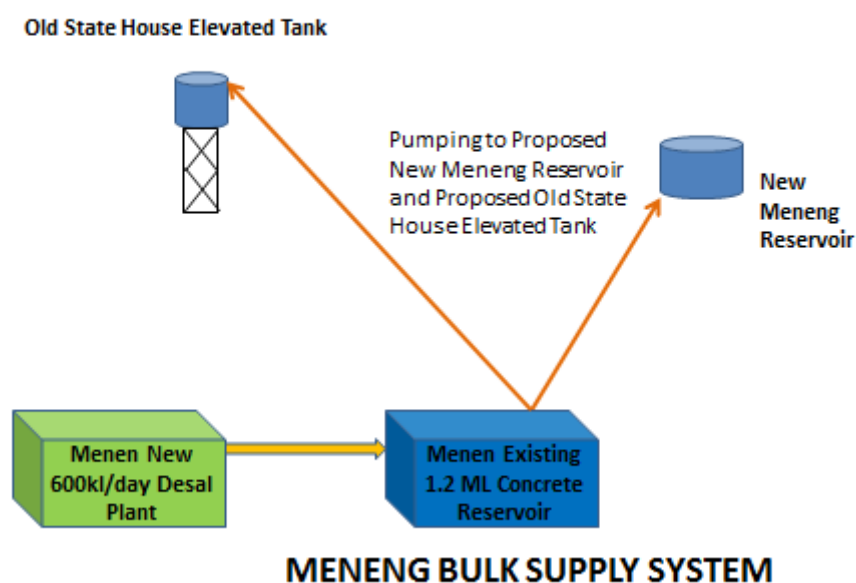 Old State House Elevated Tank
Pumping to Proposed
New Meneng Reservoir
and Proposed Old State
House Elevated Tank
New
Meneng
Reservoir
Menen New
600kl/day Desal
Plant
Menen Existing
1.2 ML Concrete
Reservoir
MENENG BULK SUPPLY SYSTEM